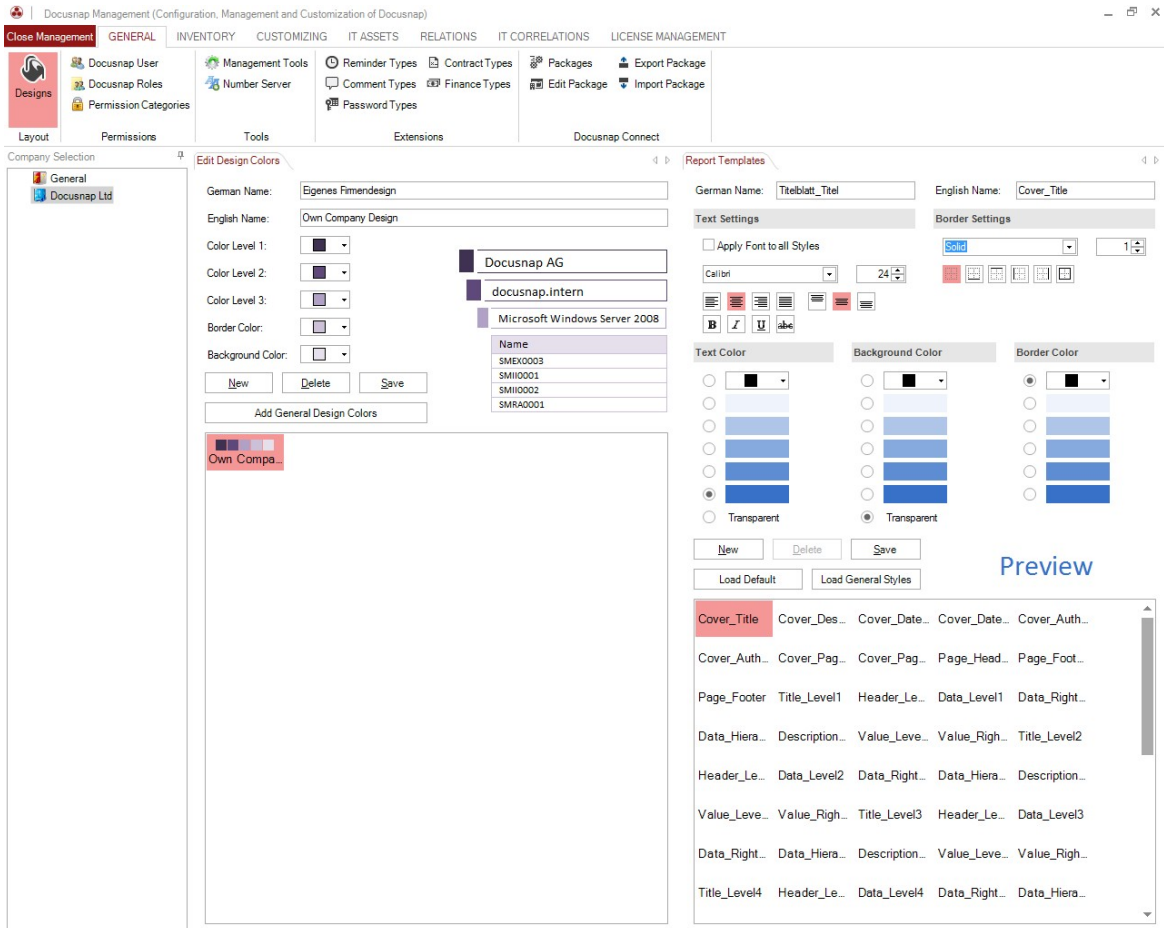 Docusnap Management (Configuration, Management and Customization of Docusnap)
Close Management GENERAL INVENTORY CUSTOMIZING IT ASSETS RELATIONS IT CORRELATIONS LICENSE MANAGEMENT
Designs
Layout
Docusnap User
Docusnap Roles
Permission Categories
Permissions
Management Tools
Number Server
Tools
Reminder Types Contract Types
Comment Types Finance Types
Password Types
Extensions
Packages Export Package
Edit Package Import Package
Docusnap Connect
Company Selection
General
Docusnap Ltd
Edit Design Colors
German Name: Eigenes Firmendesign
English Name: Own Company Design
Color Level 1:
Color Level 2:
Color Level 3:
Border Color:
Background Color:
Docusnap AG
docusnap.intern
Microsoft Windows Server 2008
Name
SMEX0003
SMII0001
SMII0002
SMRA0001
New Delete Save
Add General Design Colors
Own Compa...
Report Templates
German Name: Titelblatt_Titel English Name: Cover_Title
Text Settings
Apply Font to all Styles
Calibri 24
B I U abc
Border Settings
Solid 1
Text Color Background Color Border Color
Transparent Transparent
New Delete Save
Load Default Load General Styles
Preview
Cover_Title Cover_Des... Cover_Date... Cover_Date... Cover_Auth...
Cover_Auth... Cover_Pag... Cover_Pag... Page_Head... Page_Foot...
Page_Footer Title_Level1 Header_Le... Data_Level1 Data_Right...
Data_Hiera... Description... Value_Leve... Value_Righ... Title_Level2
Header_Le... Data_Level2 Data_Right... Data_Hiera... Description...
Value_Leve... Value_Righ... Title_Level3 Header_Le... Data_Level3
Data_Right... Data_Hiera... Description... Value_Leve... Value_Righ...
Title_Level4 Header_Le... Data_Level4 Data_Right... Data_Hiera...